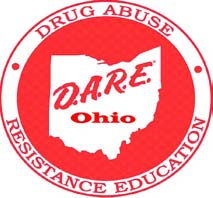 DRUG ABUSE
D.A.R.E.
Ohio
RESISTANCE EDUCATION